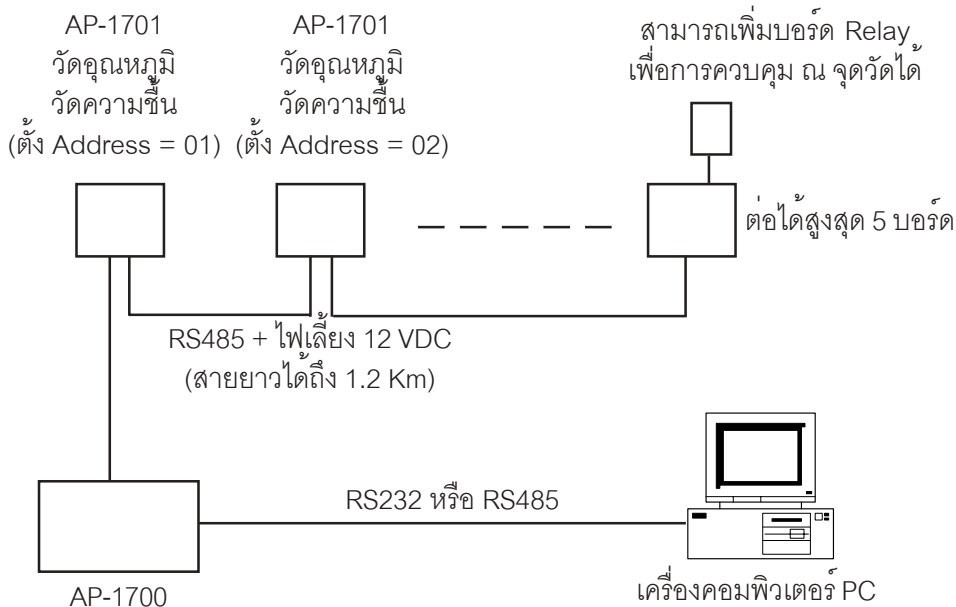 AP-1701
วัดอุณหภูมิ
วัดความชื้น
(ตั้ง Address = 01)
AP-1701
วัดอุณหภูมิ
วัดความชื้น
(ตั้ง Address = 02)
สามารถเพิ่มบอร์ด Relay
เพื่อการควบคุม ณ จุดวัดได้
ต่อได้สูงสุด 5 บอร์ด
RS485 + ไฟเลี้ยง 12 VDC
(สายยาวได้ถึง 1.2 Km)
RS232 หรือ RS485
AP-1700
เครื่องคอมพิวเตอร์ PC